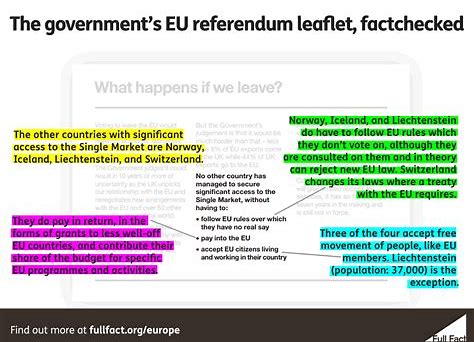 The government's EU referendum leaflet, factchecked
What happens if we leave?
The other countries with significant
access to the Single Market are Norway,
Iceland, Liechtenstein, and Switzerland.
They do pay in return, in the
forms of grants to less well-off
EU countries, and contribute their
share of the budget for specific
EU programmes and activities.
No other country has
managed to secure
significant access to the
Single Market, without
having to:
• follow EU rules over which
they have no real say
• pay into the EU
• accept EU citizens living
and working in their country
Norway, Iceland, and Liechtenstein
do have to follow EU rules which
they don't vote on, although they
are consulted on them and in theory
can reject new EU law. Switzerland
changes its laws where a treaty
with the EU requires.
Three of the four accept free
movement of people, like EU
members. Liechtenstein
(population: 37,000) is the
exception.
Find out more at fullfact.org/europe
Full Fact